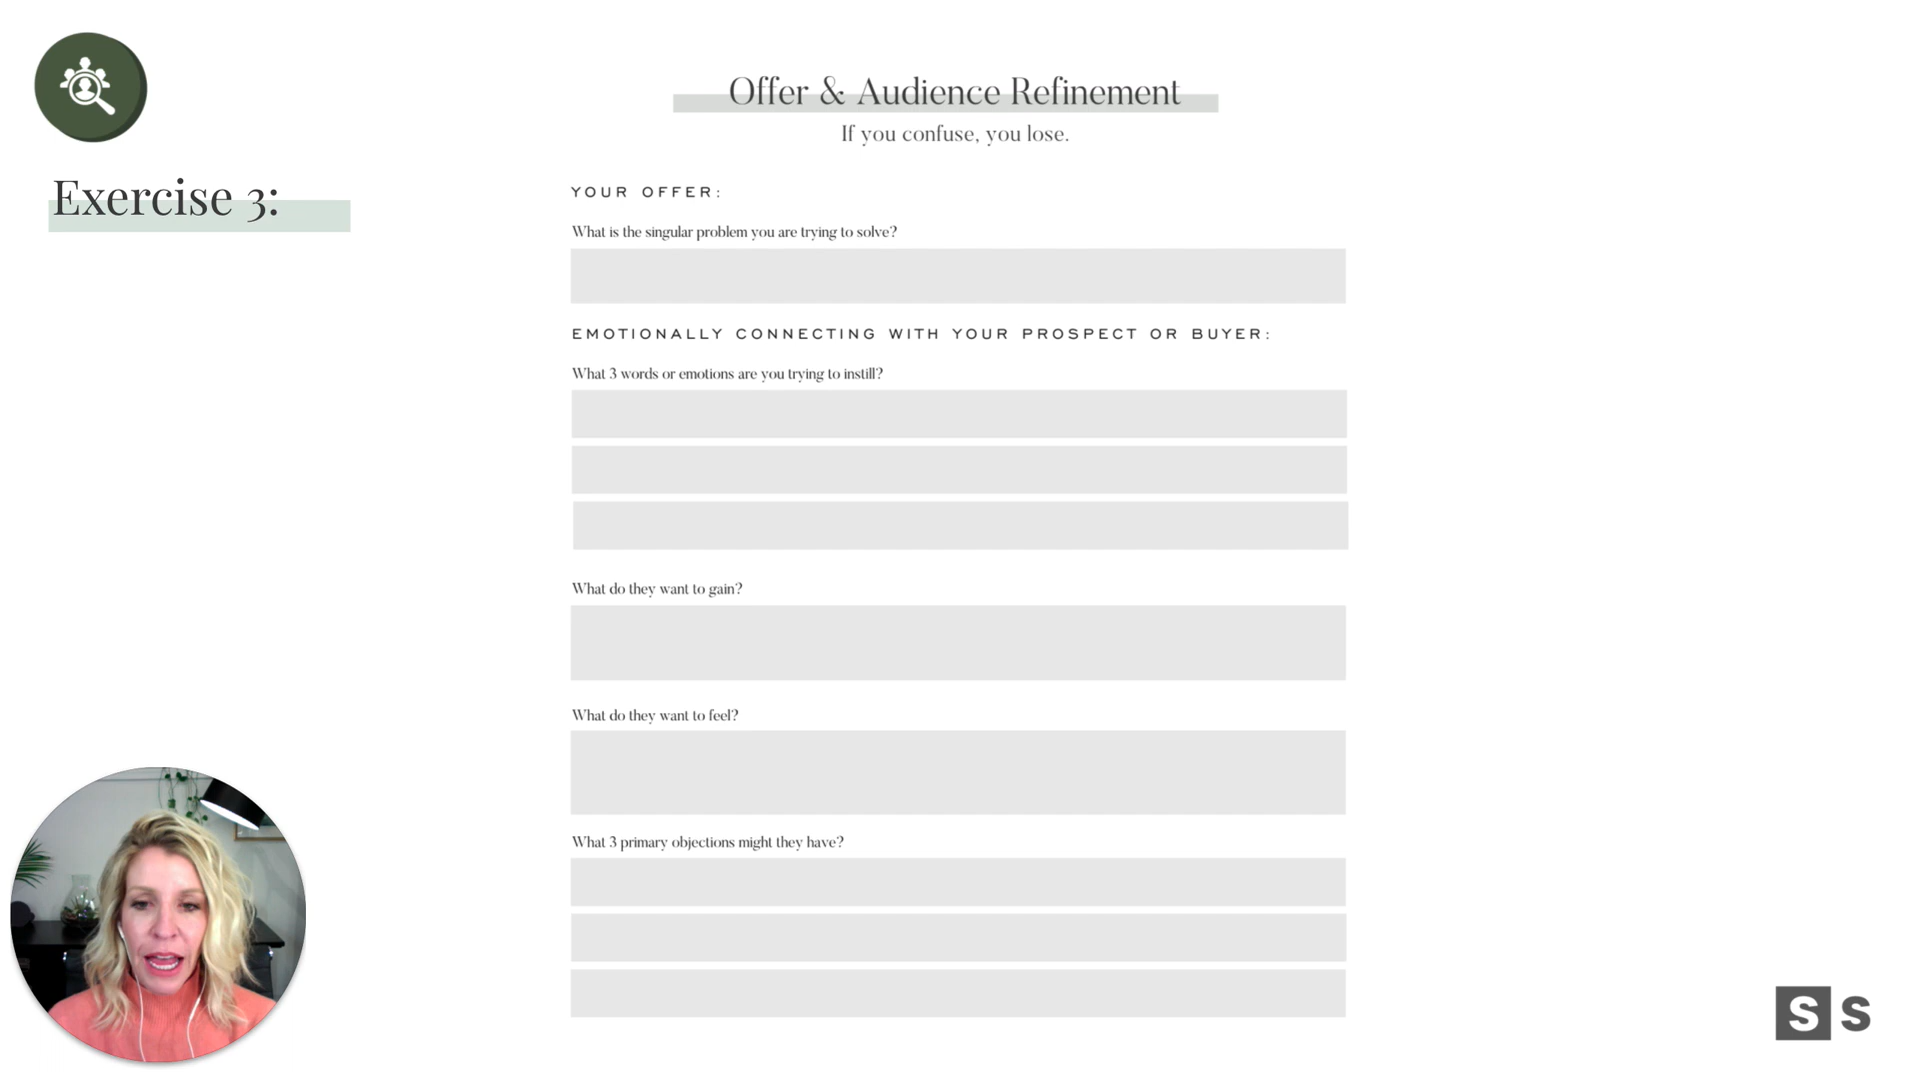 Offer & Audience Refinement
If you confuse, you lose.
Exercise 3:
YOUR OFFER:
What is the singular problem you are trying to solve?
EMOTIONALLY CONNECTING WITH YOUR PROSPECT OR BUYER:
What 3 words or emotions are you trying to instill?
What do they want to gain?
What do they want to feel?
What 3 primary objections might they have?
S S